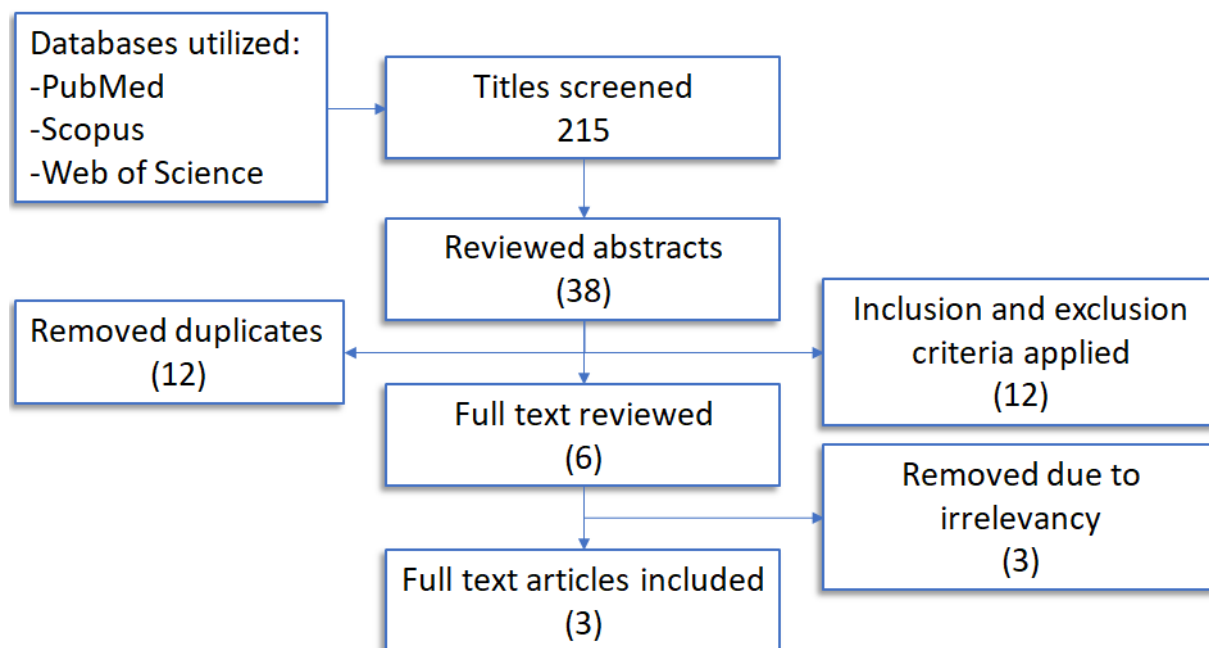 Databases utilized:
-PubMed
-Scopus
-Web of Science
Titles screened
215
Reviewed abstracts
(38)
Removed duplicates
(12)
Inclusion and exclusion
criteria applied
(12)
Full text reviewed
(6)
Removed due to
irrelevancy
(3)
Full text articles included
(3)